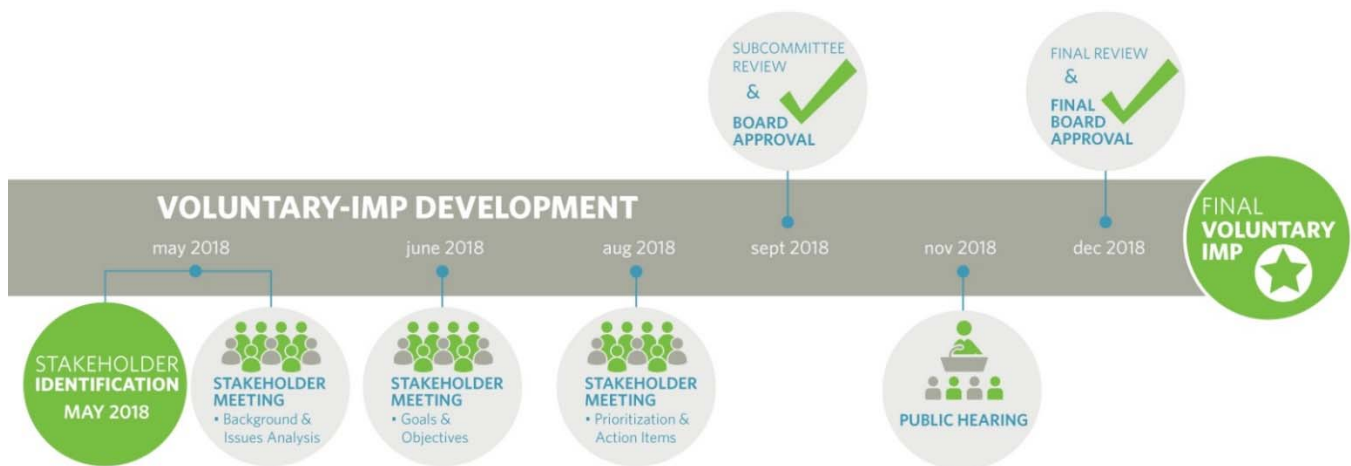 SUBCOMMITTEE
REVIEW
&
BOARD
APPROVAL
FINAL REVIEW
&
FINAL
BOARD
APPROVAL
VOLUNTARY-IMP DEVELOPMENT
may 2018
june 2018
aug 2018
sept 2018
nov 2018
dec 2018
FINAL
VOLUNTARY
IMP
STAKEHOLDER
IDENTIFICATION
MAY 2018
STAKEHOLDER
MEETING
• Background &
Issues Analysis
STAKEHOLDER
MEETING
• Goals &
Objectives
STAKEHOLDER
MEETING
• Prioritization &
Action Items
PUBLIC HEARING